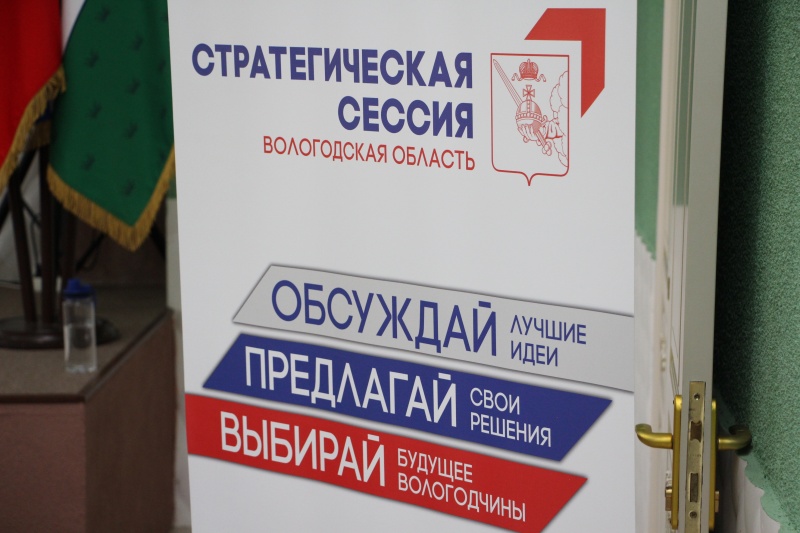 СТРАТЕГИЧЕСКАЯ
СЕССИЯ
ВОЛОГОДСКАЯ ОБЛАСТЬ
ОБСУЖДАЙ ЛУЧШИЕ
ИДЕИ
ПРЕДЛАГАЙ СВОИ
РЕШЕНИЯ
ВЫБИРАЙ БУДУЩЕЕ
ВОЛОГОДЧИНЫ